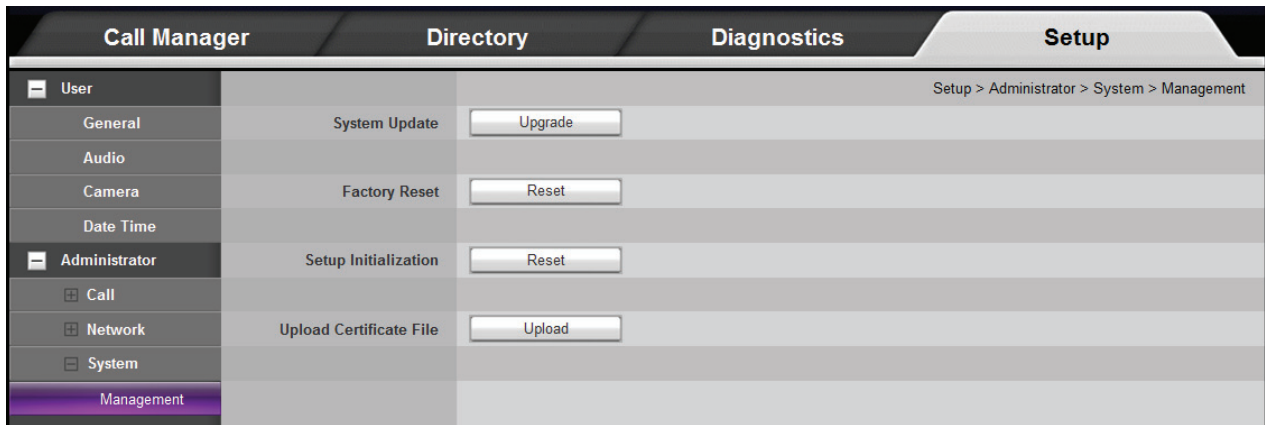 Call Manager
Directory
Diagnostics
Setup
User
Setup > Administrator > System > Management
General
System Update
Upgrade
Audio
Camera
Factory Reset
Reset
Date Time
Administrator
Setup Initialization
Reset
Call
Network
Upload Certificate File
Upload
System
Management